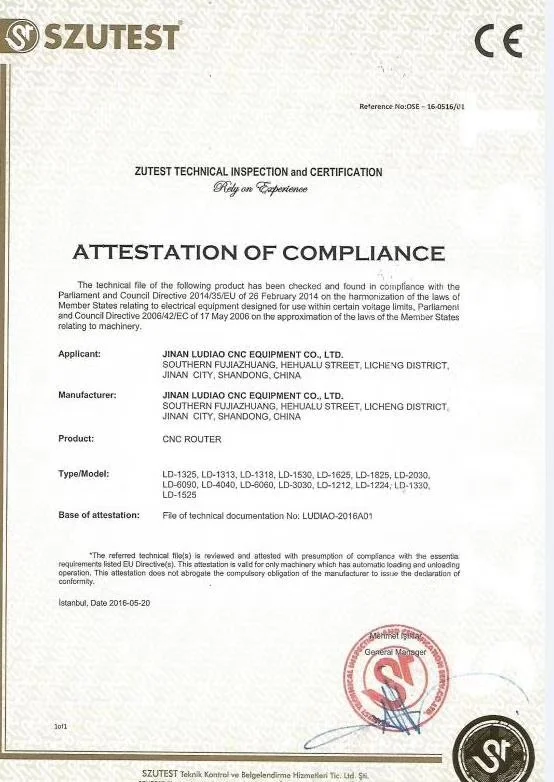 SZUTEST
CE
Reference No:OSE – 16-0516/01
ZUTEST TECHNICAL INSPECTION and CERTIFICATION
Rely on Experience
ATTESTATION OF COMPLIANCE
The technical file of the following product has been checked and found in compliance with the
Parliament and Council Directive 2014/35/EU of 26 February 2014 on the harmonization of the laws of
Member States relating to electrical equipment designed for use within certain voltage limits, Parliament
and Council Directive 2006/42/EC of 17 May 2006 on the approximation of the laws of the Member States
relating to machinery.
Applicant: JINAN LUDIAO CNC EQUIPMENT CO., LTD.
SOUTHERN FUJIAZHUANG, HEHUALU STREET, LICHENG DISTRICT,
JINAN CITY, SHANDONG, CHINA
Manufacturer: JINAN LUDIAO CNC EQUIPMENT CO., LTD.
SOUTHERN FUJIAZHUANG, HEHUALU STREET, LICHENG DISTRICT,
JINAN CITY, SHANDONG, CHINA
Product: CNC ROUTER
Type/Model: LD-1325, LD-1313, LD-1318, LD-1530, LD-1625, LD-1825, LD-2030,
LD-6090, LD-4040, LD-6060, LD-3030, LD-1212, LD-1224, LD-1330,
LD-1525
Base of attestation: File of technical documentation No: LUDIAO-2016A01
*The referred technical file(s) is reviewed and attested with presumption of compliance with the essential
requirements listed EU Directive(s). This attestation is valid for only machinery which has automatic loading and unloading
operation. This attestation does not abrogate the compulsory obligation of the manufacturer to issue the declaration of
conformity.
İstanbul, Date 2016-05-20
Mehmet
General Manager
1of1
SZUTEST Teknik Kontrol ve Belgelendirme Hizmetleri Tic. Ltd. Şti.